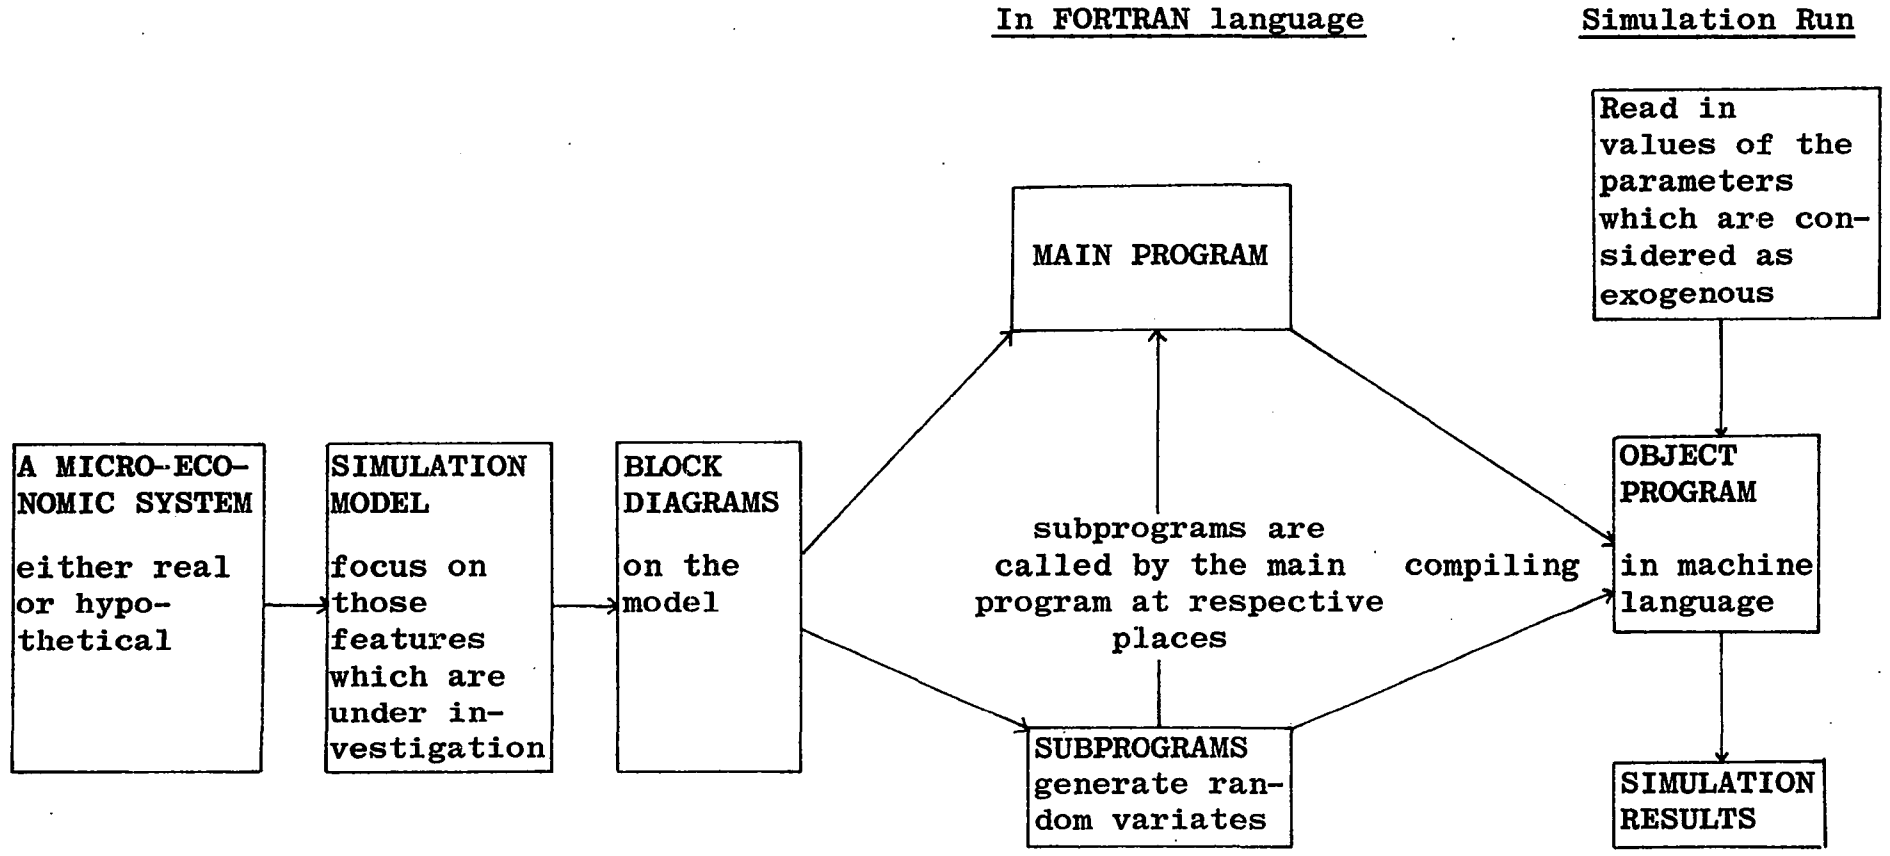 In FORTRAN language
Simulation Run
Read in
values of the
parameters
which are con-
sidered as
exogenous
MAIN PROGRAM
A MICRO-ECO-
NOMIC SYSTEM
either real
or hypo-
thetical
SIMULATION
MODEL
focus on
those
features
which are
under in-
vestigation
BLOCK
DIAGRAMS
on the
model
subprograms are
called by the main
program at respective
places
compiling
OBJECT
PROGRAM
in machine
language
SUBPROGRAMS
generate ran-
dom variates
SIMULATION
RESULTS